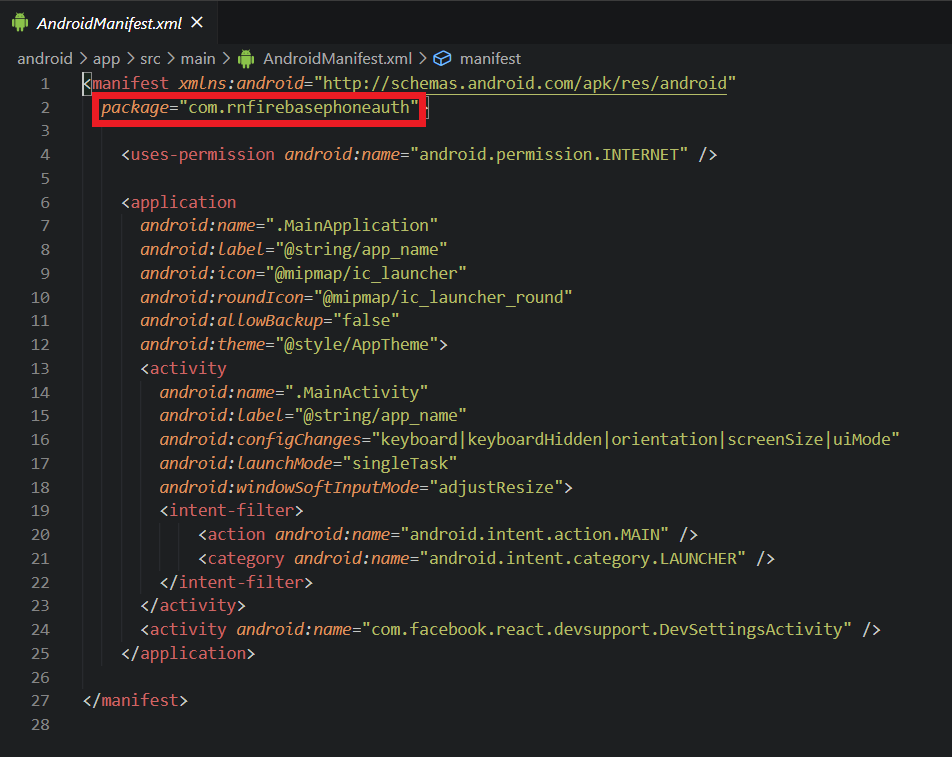 AndroidManifest.xml ×
android > app > src > main > AndroidManifest.xml > manifest
1 <manifest xmlns:android="http://schemas.android.com/apk/res/android"
2 package="com.rnfirebasephoneauth">
3
4 <uses-permission android:name="android.permission.INTERNET" />
5
6 <application
7 android:name=".MainApplication"
8 android:label="@string/app_name"
9 android:icon="@mipmap/ic_launcher"
10 android:roundIcon="@mipmap/ic_launcher_round"
11 android:allowBackup="false"
12 android:theme="@style/AppTheme">
13 <activity
14 android:name=".MainActivity"
15 android:label="@string/app_name"
16 android:configChanges="keyboard|keyboardHidden|orientation|screenSize|uiMode"
17 android:launchMode="singleTask"
18 android:windowSoftInputMode="adjustResize">
19 <intent-filter>
20 <action android:name="android.intent.action.MAIN" />
21 <category android:name="android.intent.category.LAUNCHER" />
22 </intent-filter>
23 </activity>
24 <activity android:name="com.facebook.react.devsupport.DevSettingsActivity" />
25 </application>
26
27 </manifest>
28